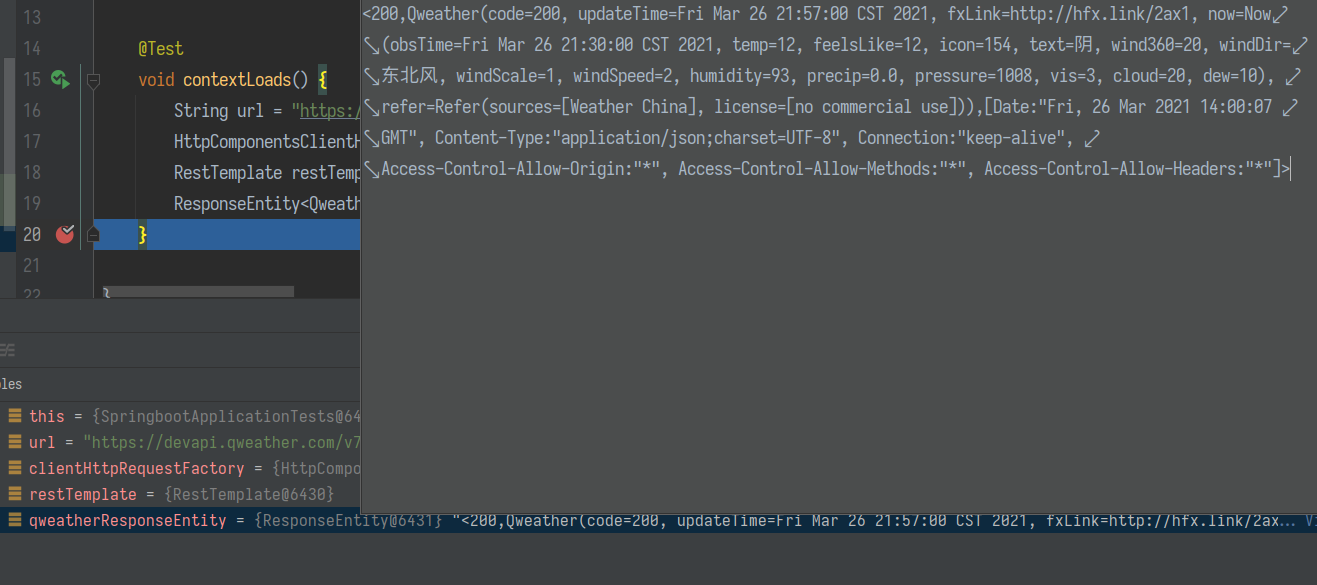 13
14 @Test
15 void contextLoads() {
16 String url = "https:/
17 HttpComponentsClientH
18 RestTemplate restTemp
19 ResponseEntity<Qweath
20 }
21
22 }
<200,Qweather(code=200, updateTime=Fri Mar 26 21:57:00 CST 2021, fxLink=http://hfx.link/2ax1, now=Now
(obsTime=Fri Mar 26 21:30:00 CST 2021, temp=12, feelsLike=12, icon=154, text=阴, wind360=20, windDir=
东北风, windScale=1, windSpeed=2, humidity=93, precip=0.0, pressure=1008, vis=3, cloud=20, dew=10),
refer=Refer(sources=[Weather China], license=[no commercial use])),[Date:"Fri, 26 Mar 2021 14:00:07
GMT", Content-Type:"application/json;charset=UTF-8", Connection:"keep-alive",
Access-Control-Allow-Origin:"*", Access-Control-Allow-Methods:"*", Access-Control-Allow-Headers:"*"]>
les
this = {SpringbootApplicationTests@64
url = "https://devapi.qweather.com/v7
clientHttpRequestFactory = {HttpCompo
restTemplate = {RestTemplate@6430}
qweatherResponseEntity = {ResponseEntity@6431} "<200,Qweather(code=200, updateTime=Fri Mar 26 21:57:00 CST 2021, fxLink=http://hfx.link/2ax... Vi